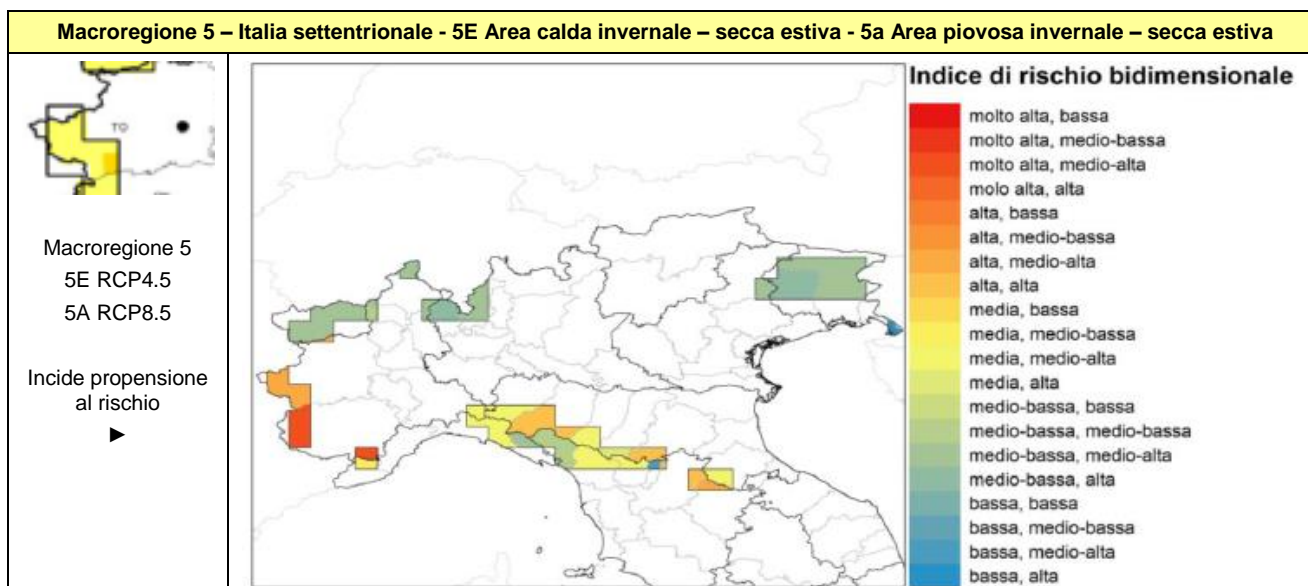 Macroregione 5 – Italia settentrionale - 5E Area calda invernale – secca estiva - 5a Area piovosa invernale – secca estiva
TO
Macroregione 5
5E RCP4.5
5A RCP8.5
Incide propensione
al rischio
►
Indice di rischio bidimensionale
molto alta, bassa
molto alta, medio-bassa
molto alta, medio-alta
molo alta, alta
alta, bassa
alta, medio-bassa
alta, medio-alta
alta, alta
media, bassa
media, medio-bassa
media, medio-alta
media, alta
medio-bassa, bassa
medio-bassa, medio-bassa
medio-bassa, medio-alta
medio-bassa, alta
bassa, bassa
bassa, medio-bassa
bassa, medio-alta
bassa, alta